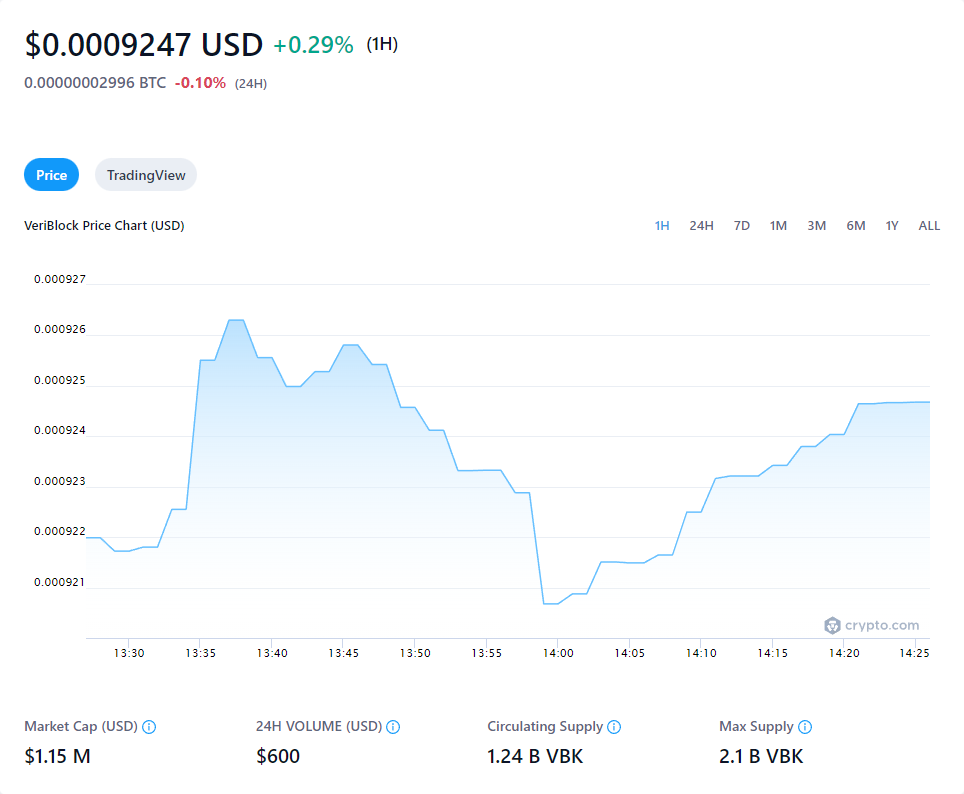 $0.0009247 USD +0.29% (1H)
0.00000002996 BTC -0.10% (24H)
Price TradingView
VeriBlock Price Chart (USD) 1H 24H 7D 1M 3M 6M 1Y ALL
0.000927
0.000926
0.000925
0.000924
0.000923
0.000922
0.000921
crypto.com
13:30 13:35 13:40 13:45 13:50 13:55 14:00 14:05 14:10 14:15 14:20 14:25
Market Cap (USD) 24H VOLUME (USD) Circulating Supply Max Supply
$1.15 M $600 1.24 B VBK 2.1 B VBK